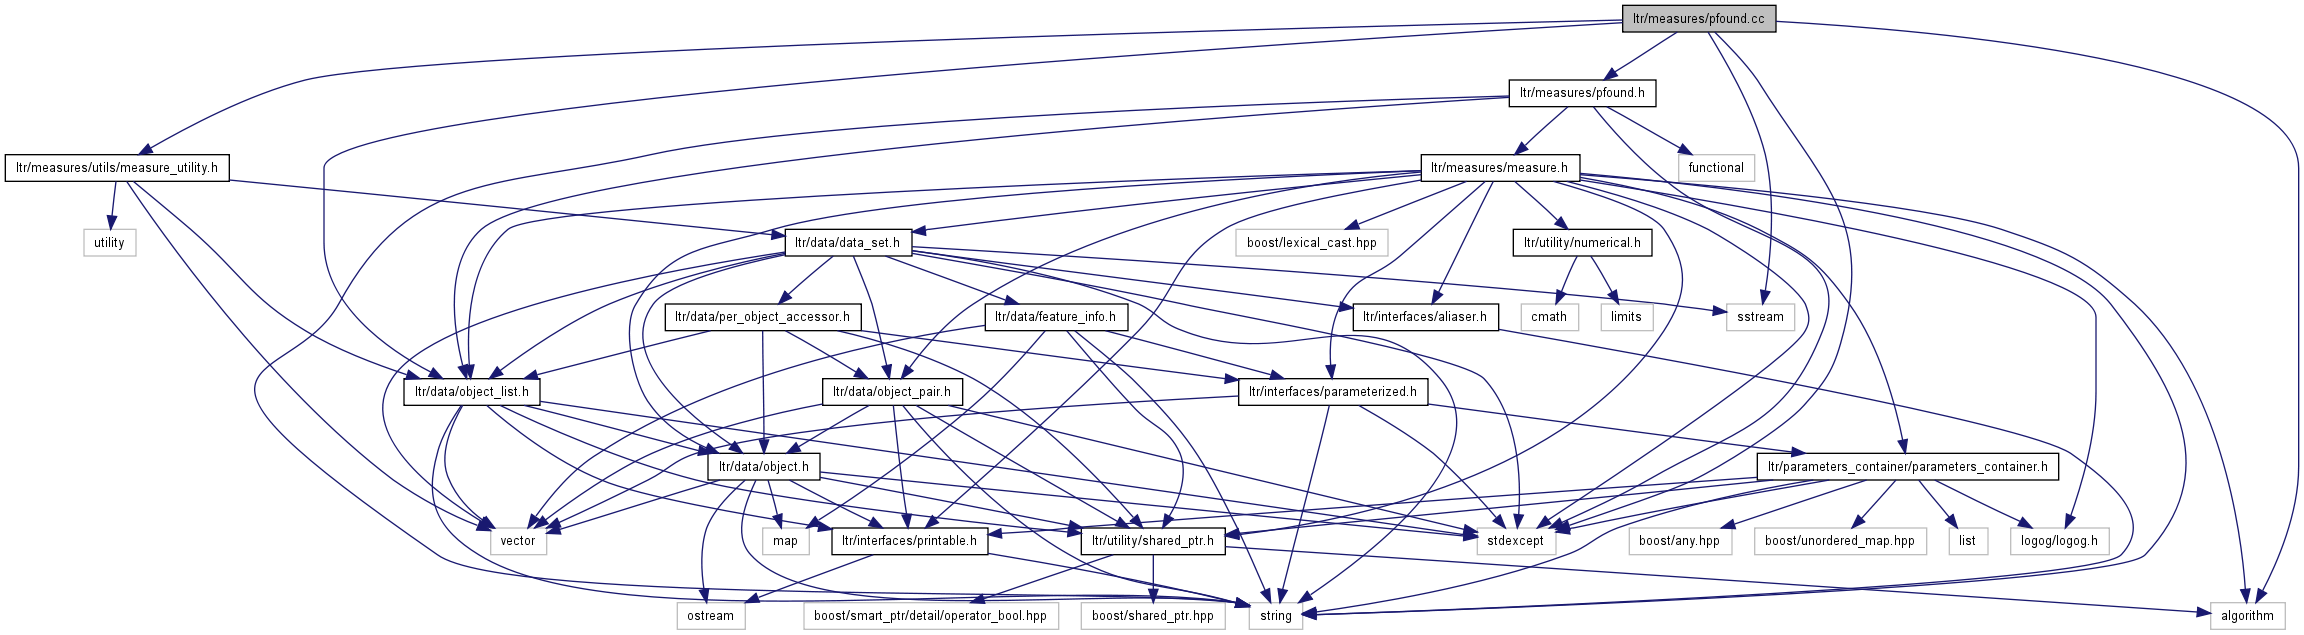 ltr/measures/pfound.cc
ltr/measures/pfound.h
ltr/measures/utils/measure_utility.h
ltr/measures/measure.h
functional
utility
ltr/data/data_set.h
boost/lexical_cast.hpp
ltr/utility/numerical.h
ltr/data/per_object_accessor.h
ltr/data/feature_info.h
ltr/interfaces/aliaser.h
cmath
limits
sstream
ltr/data/object_list.h
ltr/data/object_pair.h
ltr/interfaces/parameterized.h
ltr/data/object.h
ltr/parameters_container/parameters_container.h
vector
map
ltr/interfaces/printable.h
ltr/utility/shared_ptr.h
stdexcept
boost/any.hpp
boost/unordered_map.hpp
list
logog/logog.h
ostream
boost/smart_ptr/detail/operator_bool.hpp
boost/shared_ptr.hpp
string
algorithm